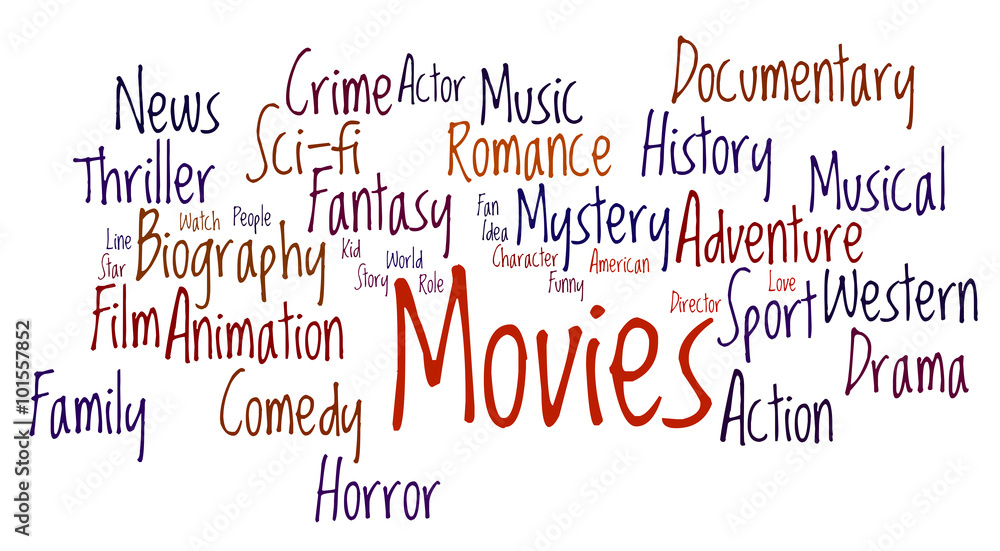 Documentary
Crime
Actor
Music
News
Sci-fi
Romance
History
Thriller
Fantasy
Musical
Mystery
Adventure
Fan
Idea
Watch
People
Biography
Line
Star
Kid
World
Story
Role
Character
American
Funny
Movies
Director
Love
Sport
Western
Film
Animation
Drama
Family
Comedy
Action
Horror
Adobe Stock
Adobe Stock | #101557852